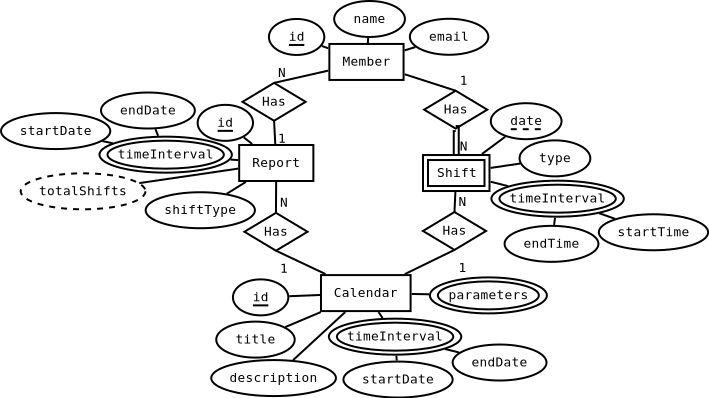 name
id
email
Member
N
1
Has
Has
endDate
id
date
startDate
1
N
timeInterval
Report
type
Shift
totalShifts
timeInterval
shiftType
N
N
Has
Has
startTime
endTime
1
1
id
Calendar
parameters
title
timeInterval
endDate
description
startDate